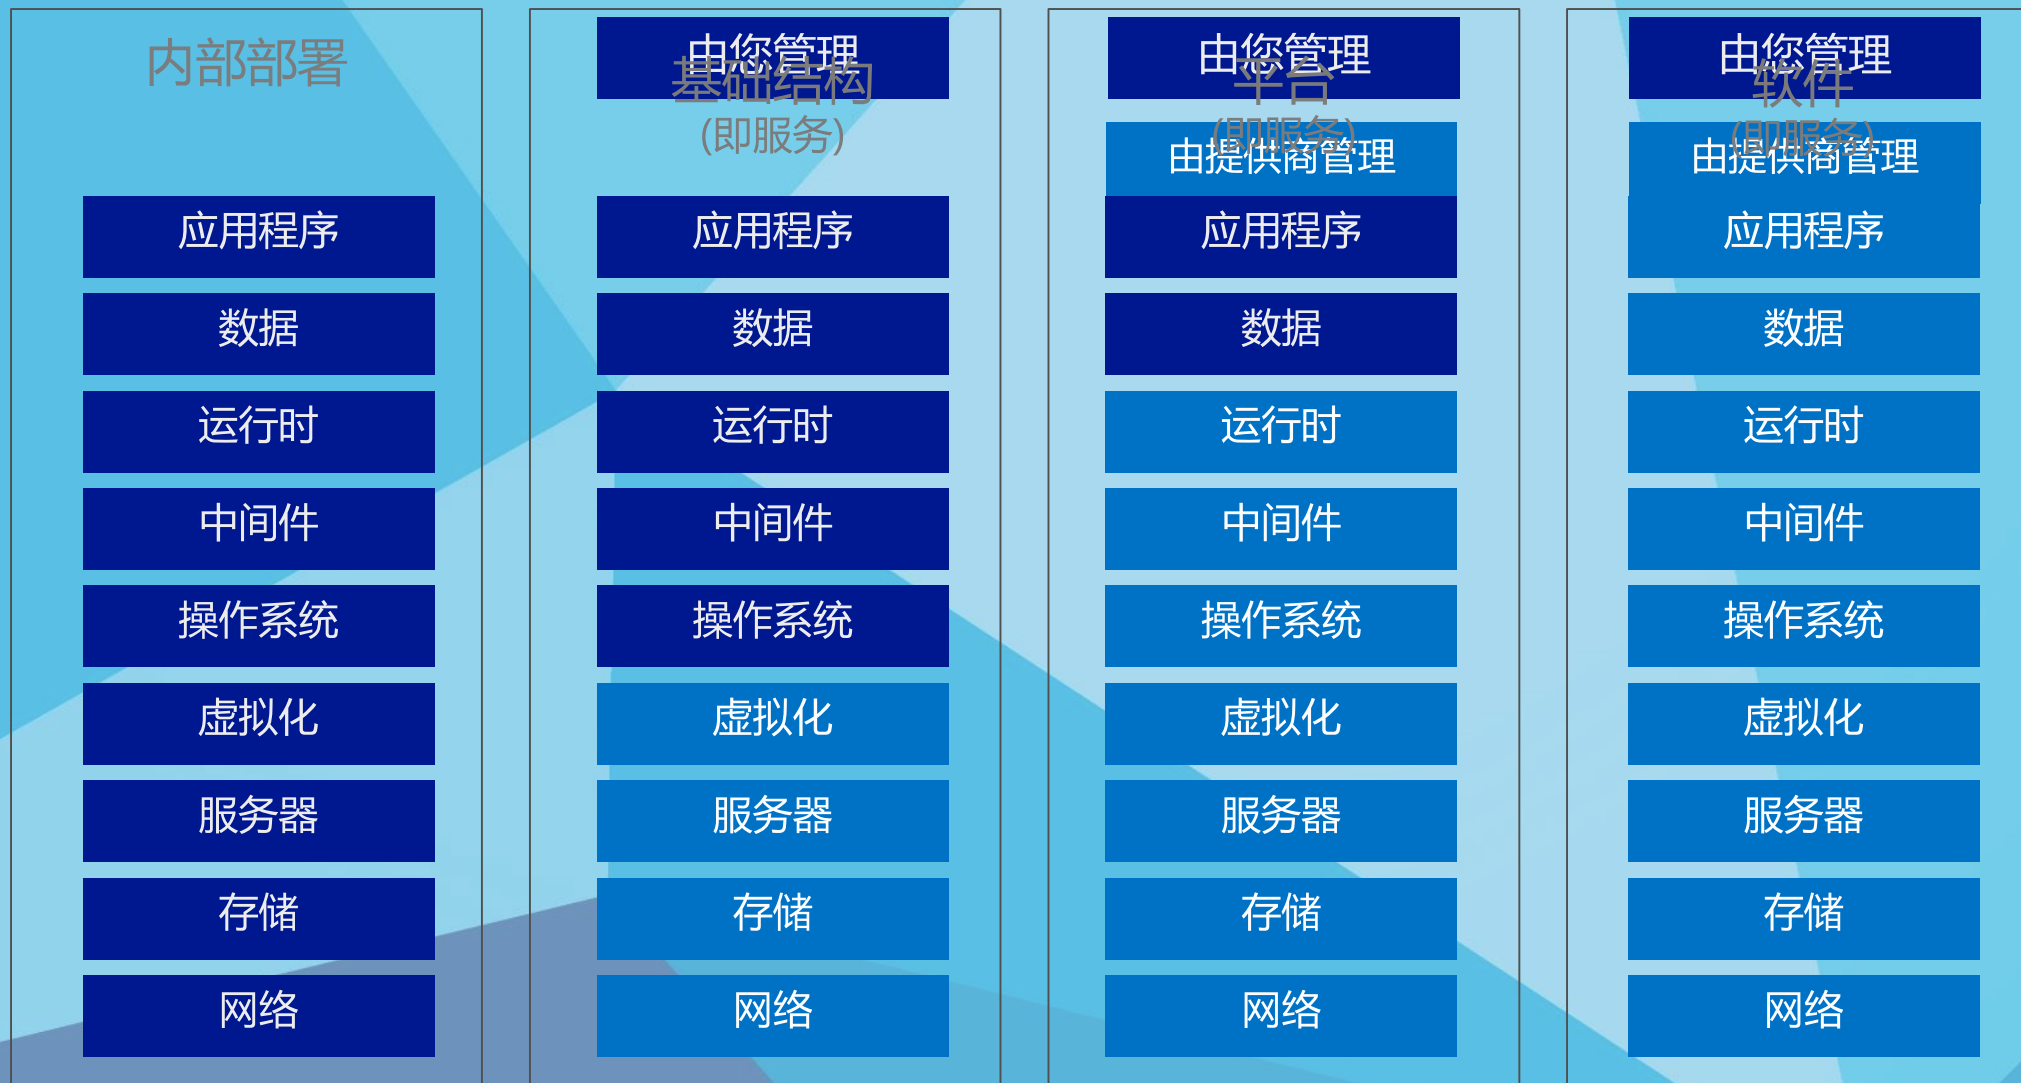 内部部署
应用程序
数据
运行时
中间件
操作系统
虚拟化
服务器
存储
网络
由您管理
基础结构
(即服务)
应用程序
数据
运行时
中间件
操作系统
虚拟化
服务器
存储
网络
由您管理
平台
(即服务)
由提供商管理
应用程序
数据
运行时
中间件
操作系统
虚拟化
服务器
存储
网络
由您管理
软件
(即服务)
由提供商管理
应用程序
数据
运行时
中间件
操作系统
虚拟化
服务器
存储
网络